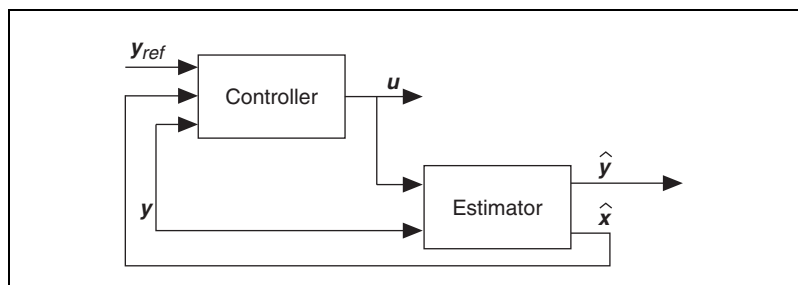 y_ref
Controller
u
y
Estimator
ŷ
x̂